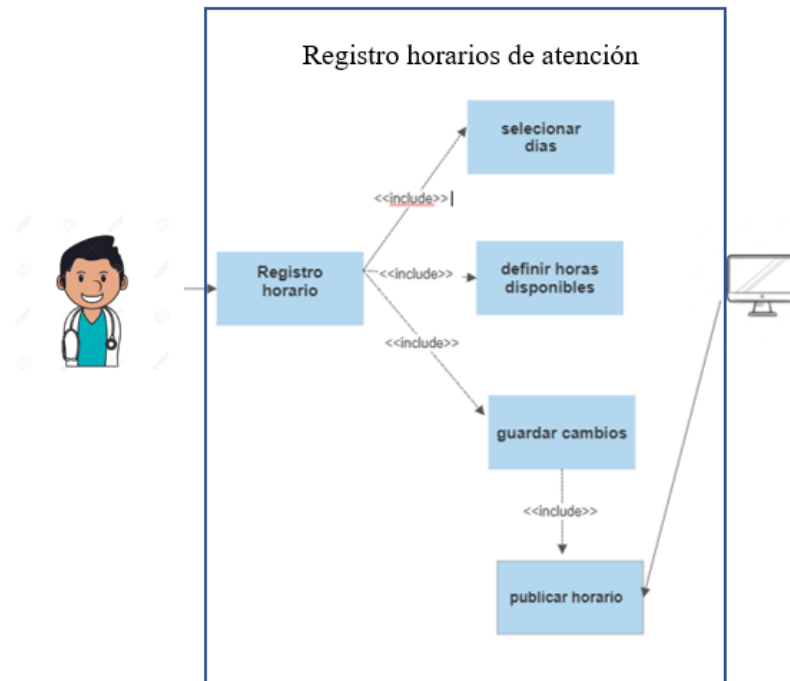 Registro horarios de atención
selecionar
dias
<<include>>
Registro
horario
<<include>>
definir horas
disponibles
<<include>>
guardar cambios
<<include>>
publicar horario